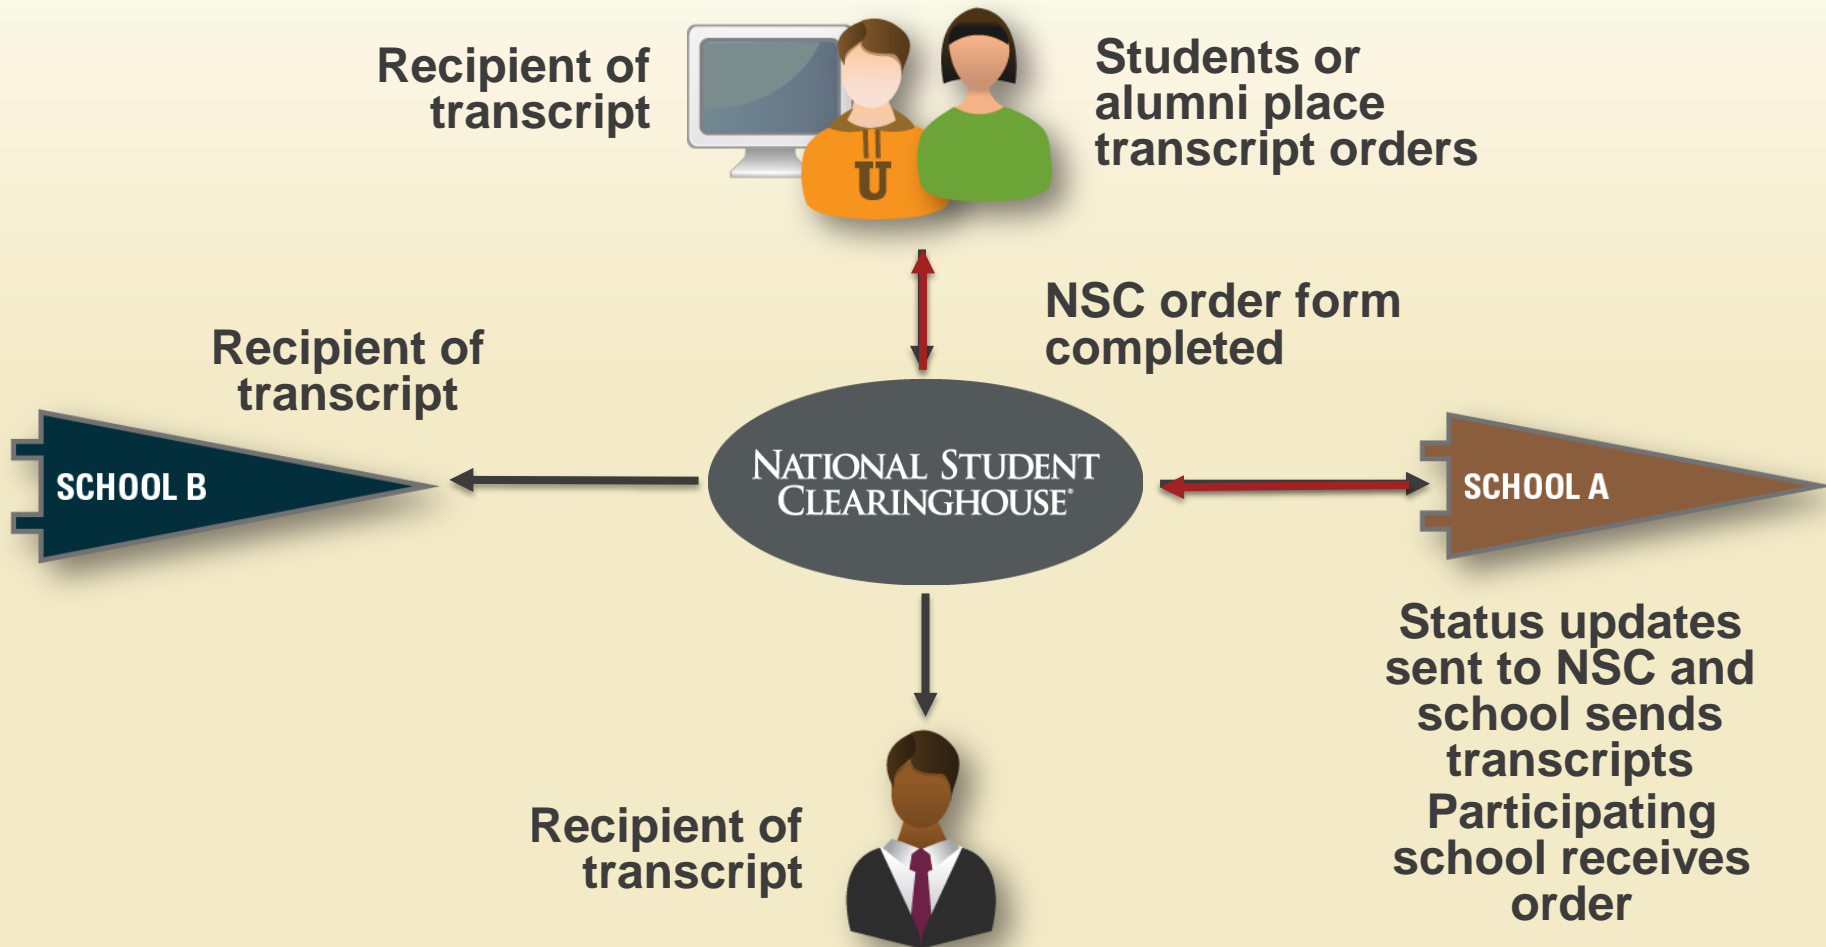 Recipient of
transcript
Students or
alumni place
transcript orders
U
NSC order form
completed
Recipient of
transcript
SCHOOL B
NATIONAL STUDENT
CLEARINGHOUSE®
SCHOOL A
Status updates
sent to NSC and
school sends
transcripts
Participating
school receives
order
Recipient of
transcript